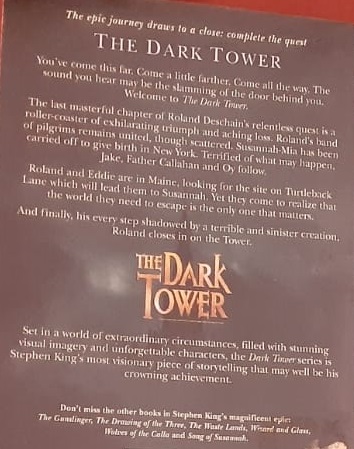 The epic journey draws to a close: complete the quest
THE DARK TOWER
You've come this far. Come a little farther. Come all the way. The
sound you hear may be the slamming of the door behind you.
Welcome to The Dark Tower.
The last masterful chapter of Roland Deschain's relentless quest is a
roller-coaster of exhilarating triumph and aching loss. Roland's band
of pilgrims remains united, though scattered. Susannah-Mia has been
carried off to give birth in New York. Terrified of what may happen,
Jake, Father Callahan and Oy follow.
Roland and Eddie are in Maine, looking for the site on Turtleback
Lane which will lead them to Susannah. Yet they come to realize that
the world they need to escape is the only one that matters.
And finally, his every step shadowed by a terrible and sinister creation,
Roland closes in on the Tower.
THE DARK
TOWER
Set in a world of extraordinary circumstances, filled with stunning
visual imagery and unforgettable characters, the Dark Tower series is
Stephen King's most visionary piece of storytelling that may well be his
crowning achievement.
Don't miss the other books in Stephen King's magnificent epic:
The Gunslinger, The Drawing of the Three, The Waste Lands, Wizard and Glass,
Wolves of the Calla and Song of Susannah.